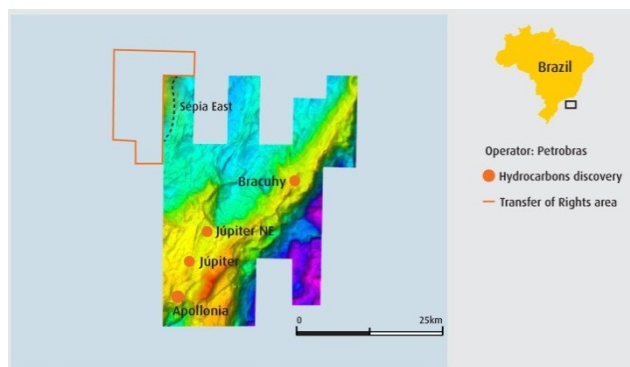 Sépia East
Bracuhy
Júpiter NE
Júpiter
Apollonia
0
25km
Brazil
Operator: Petrobras
Hydrocarbons discovery
Transfer of Rights area